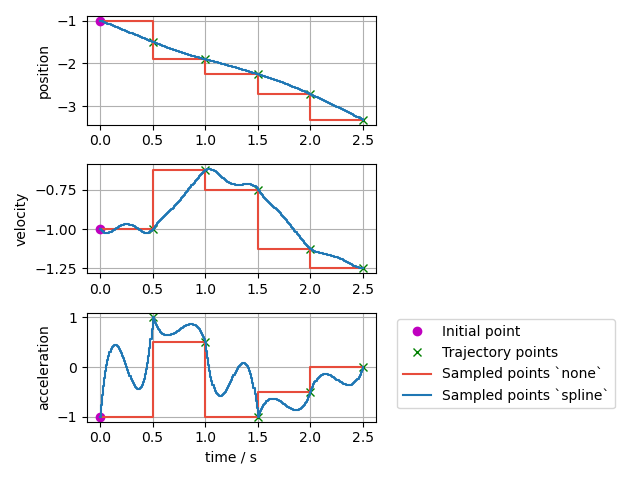 position
−1
−2
−3
0.0 0.5 1.0 1.5 2.0 2.5
velocity
−0.75
−1.00
−1.25
0.0 0.5 1.0 1.5 2.0 2.5
acceleration
1
0
−1
0.0 0.5 1.0 1.5 2.0 2.5
time / s
Initial point
Trajectory points
Sampled points `none`
Sampled points `spline`